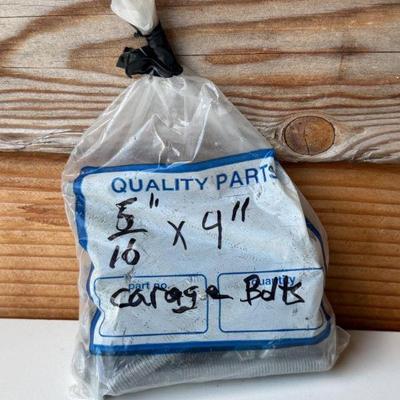 QUALITY PARTS
5/16" x 4"
part no. quantity
carage Bolts